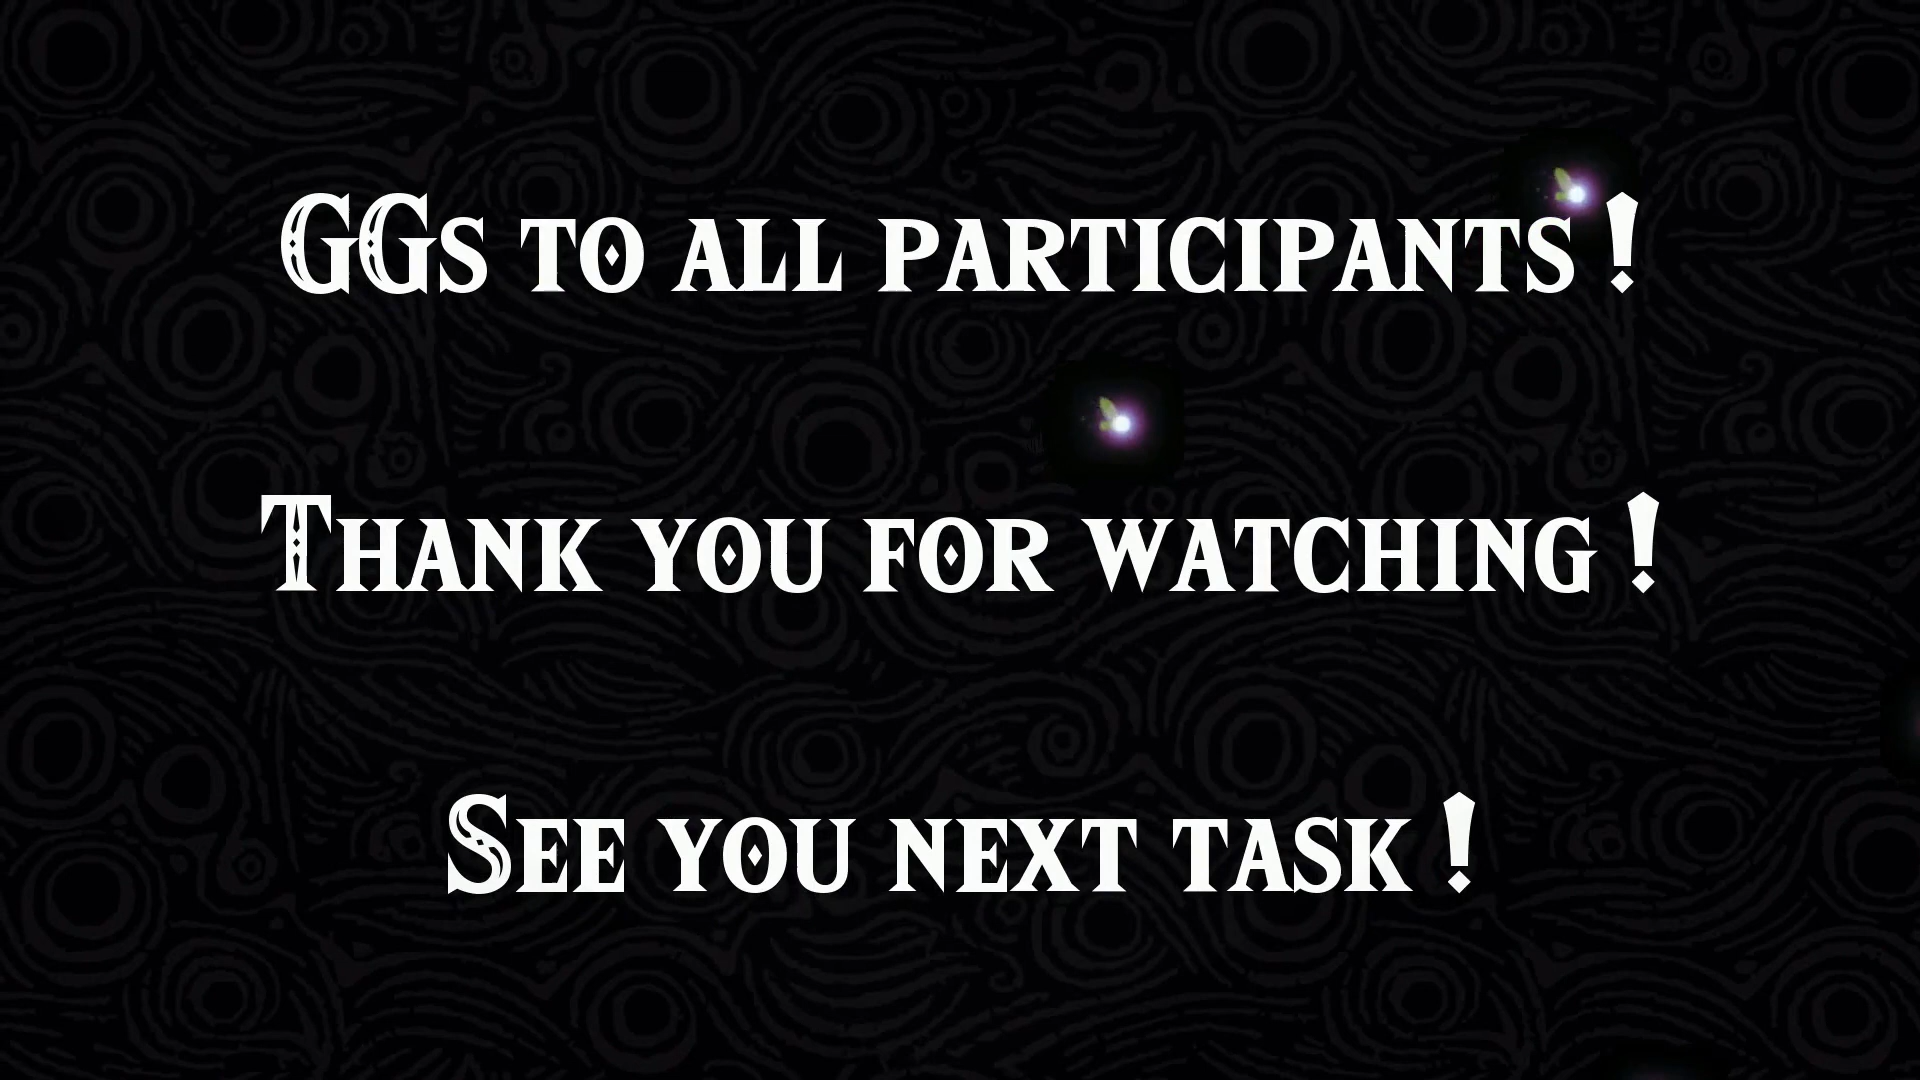 GGs to all participants !
Thank you for watching !
See you next task !